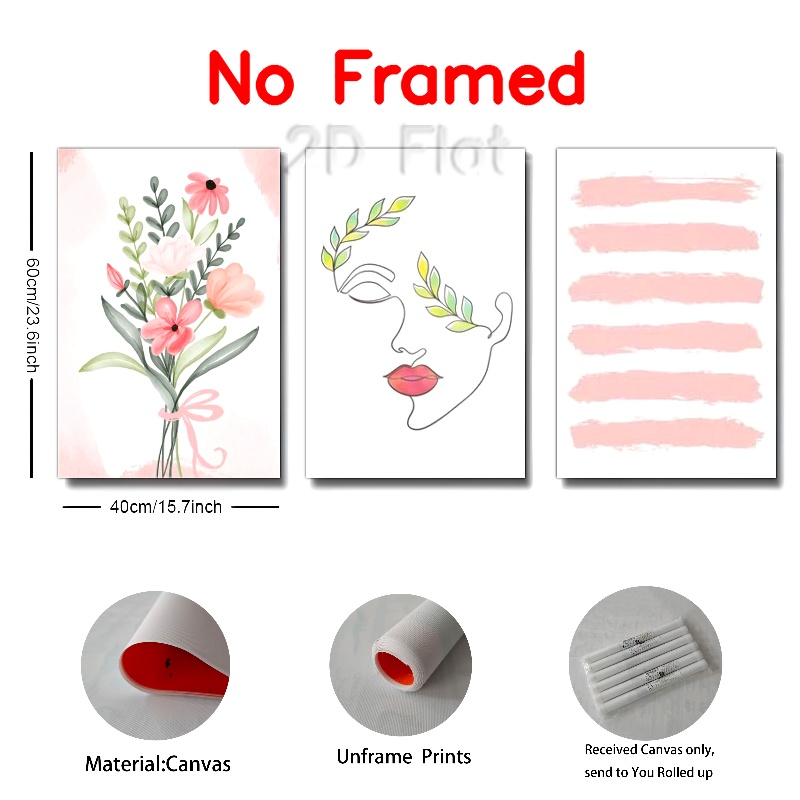 No Framed
2D Flat
60cm/23.6inch
40cm/15.7inch
Material:Canvas
Unframe Prints
Received Canvas only,
send to You Rolled up